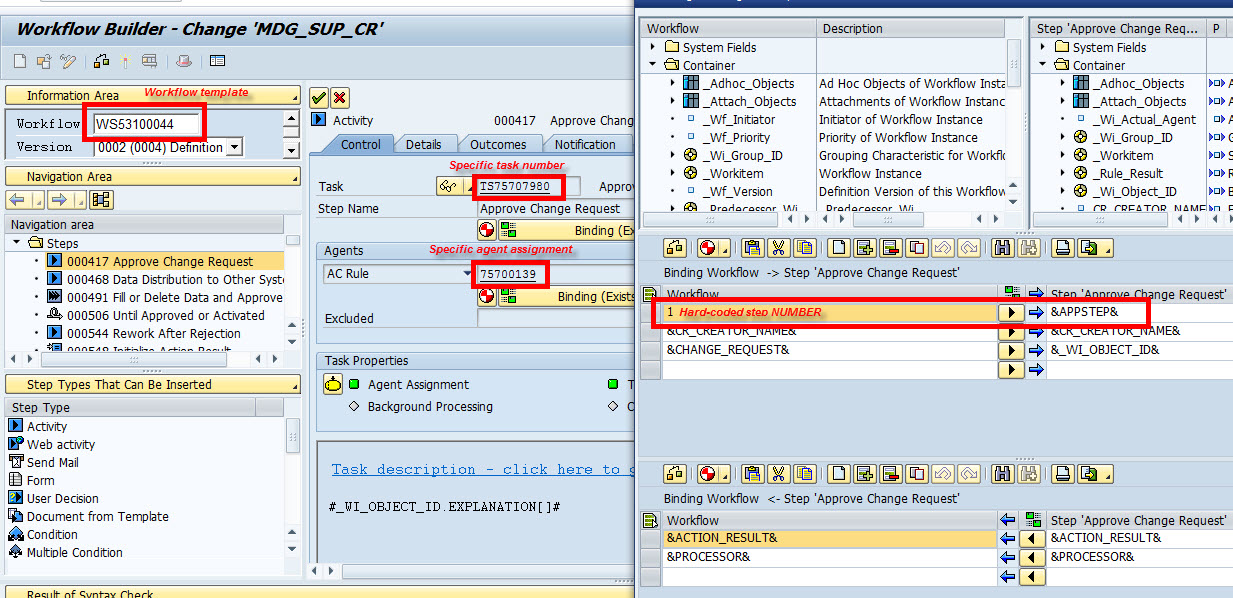 Workflow Builder - Change 'MDG_SUP_CR'
Information Area
Workflow template
Workflow
WS53100044
Version
0002 (0004) Definition
Navigation Area
Navigation area
Steps
000417 Approve Change Request
000468 Data Distribution to Other Syste
000491 Fill or Delete Data and Approve
000506 Until Approved or Activated
000544 Rework After Rejection
000548 Initialize Action Result
Step Types That Can Be Inserted
Step Type
Activity
Web activity
Send Mail
Form
User Decision
Document from Template
Condition
Multiple Condition
Result of Syntax Check
Activity
000417
Approve Chang
Control
Details
Outcomes
Notification
Specific task number
Task
TS75707980
Approv
Step Name
Approve Change Request
Binding (Ex
Agents
Specific agent assignment
AC Rule
75700139
Binding (Exists
Excluded
Task Properties
Agent Assignment
T
Background Processing
C
Task description - click here to
#_WI_OBJECT_ID.EXPLANATION[]#
Workflow
Description
System Fields
Container
_Adhoc_Objects
Ad Hoc Objects of Workflow Insta
_Attach_Objects
Attachments of Workflow Instanc
_Wf_Initiator
Initiator of Workflow Instance
_Wf_Priority
Priority of Workflow Instance
_Wi_Group_ID
Grouping Characteristic for Workfl
_Workitem
Workflow Instance
_Wf_Version
Definition Version of this Workflow
_Predecessor_Wi
Predecessor Wi
Step 'Approve Change Req...
P
System Fields
Container
_Adhoc_Objects
_Attach_Objects
_Wi_Actual_Agent
_Wi_Group_ID
_Workitem
_Rule_Result
_Wi_Object_ID
CR_CREATOR_NAME
Binding Workflow -> Step 'Approve Change Request'
Workflow
Step 'Approve Change Request'
1 Hard-coded step NUMBER
&APPSTEP&
&CR_CREATOR_NAME&
&CR_CREATOR_NAME&
&CHANGE_REQUEST&
&_WI_OBJECT_ID&
Binding Workflow <- Step 'Approve Change Request'
Workflow
Step 'Approve Change Request'
&ACTION_RESULT&
&ACTION_RESULT&
&PROCESSOR&
&PROCESSOR&